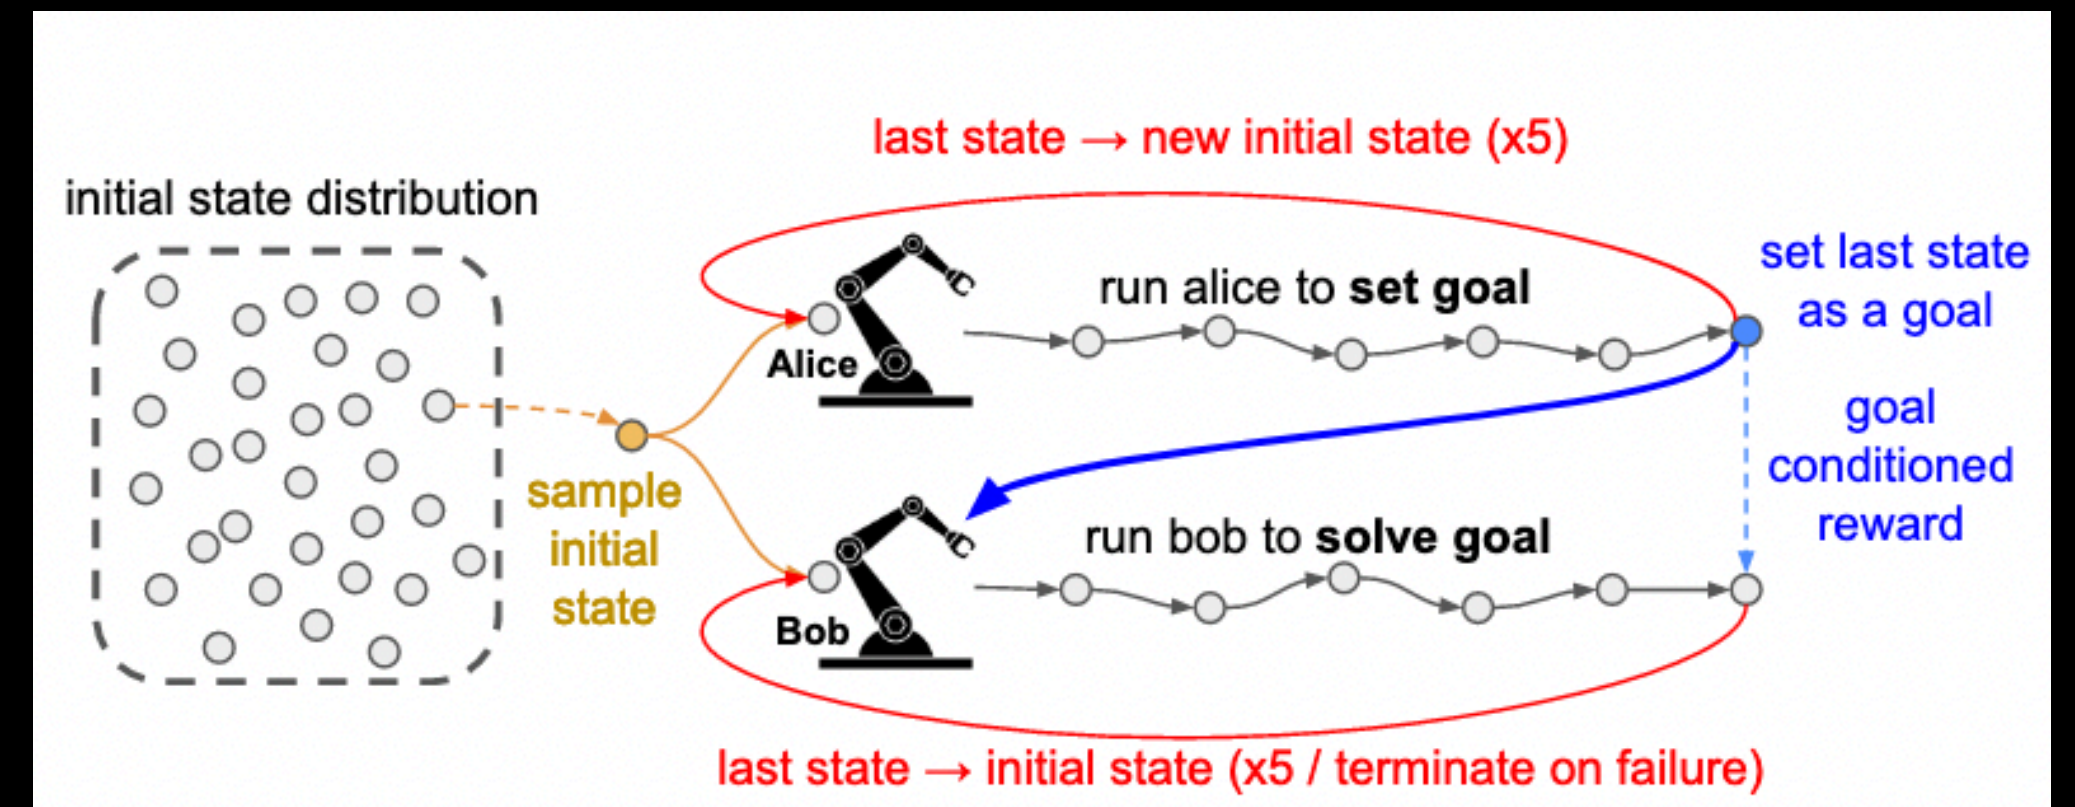 last state → new initial state (x5)
initial state distribution
set last state
as a goal
run alice to set goal
Alice
goal
conditioned
reward
sample
initial
state
run bob to solve goal
Bob
last state → initial state (x5 / terminate on failure)